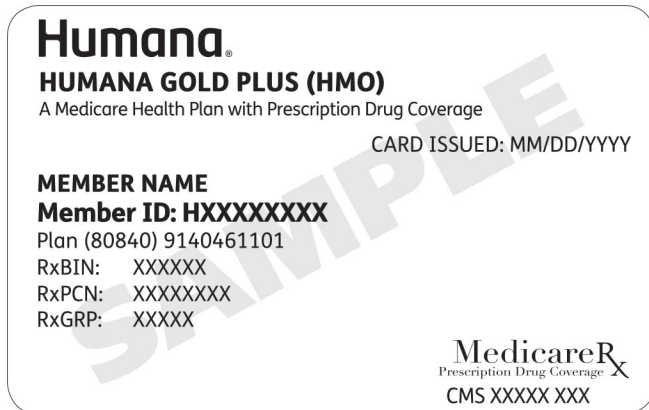 Humana®
HUMANA GOLD PLUS (HMO)
A Medicare Health Plan with Prescription Drug Coverage
CARD ISSUED: MM/DD/YYYY
MEMBER NAME
Member ID: HXXXXXXXX
Plan (80840) 9140461101
RxBIN: XXXXXX
RxPCN: XXXXXXXX
RxGRP: XXXXX
SAMPLE
MedicareRx
Prescription Drug Coverage
CMS XXXXX XXX